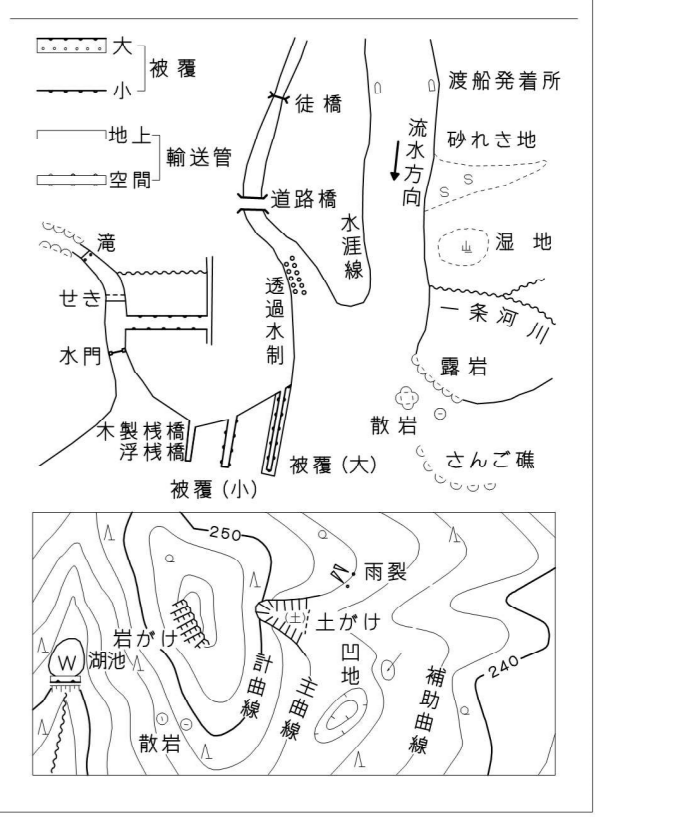 大
小
被覆
地上
空間
輸送管
徒橋
道路橋
渡船発着所
流水方向
砂れき地
水涯線
湿地
滝
せき
水門
透過水制
一条河川
露岩
散岩
さんご礁
木製桟橋
浮桟橋
被覆(大)
被覆(小)
250
雨裂
土がけ
(土)
岩がけ
W
湖池
計曲線
主曲線
凹地
補助曲線
240
散岩